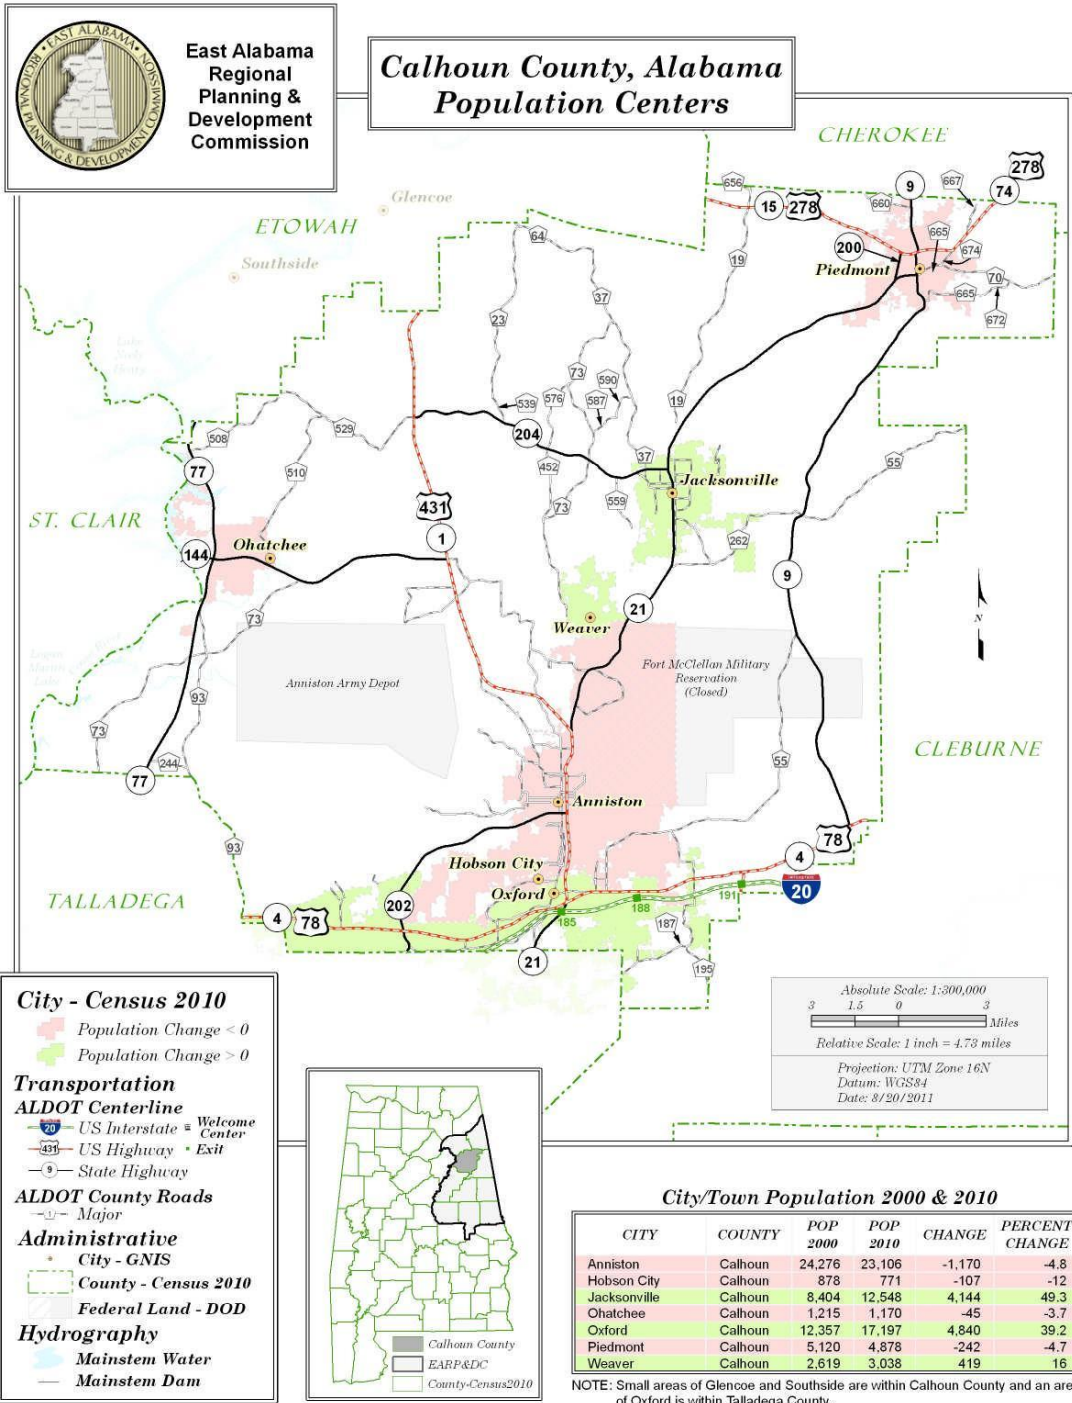 EAST ALABAMA
REGIONAL PLANNING & DEVELOPMENT COMMISSION
East Alabama
Regional
Planning &
Development
Commission
Calhoun County, Alabama
Population Centers
CHEROKEE
278
656
9
667
74
Glencoe
15
278
660
ETOWAH
665
64
200
674
19
Southside
Piedmont
70
37
665
23
672
73
590
576
587
19
539
529
204
508
37
55
77
510
452
Jacksonville
559
431
73
ST. CLAIR
1
262
Ohatchee
144
9
21
73
Weaver
N
Fort McClellan Military
Reservation
(Closed)
Anniston Army Depot
93
73
CLEBURNE
244
55
77
Anniston
78
93
4
Hobson City
20
Oxford
191
TALLADEGA
202
188
4
78
185
187
21
195
City - Census 2010
Population Change < 0
Population Change > 0
Transportation
ALDOT Centerline
20 US Interstate Welcome Center
431 US Highway Exit
9 State Highway
ALDOT County Roads
1 Major
Administrative
City - GNIS
County - Census 2010
Federal Land - DOD
Hydrography
Mainstem Water
Mainstem Dam
Absolute Scale: 1:300,000
3 1.5 0 3
Miles
Relative Scale: 1 inch = 4.73 miles
Projection: UTM Zone 16N
Datum: WGS84
Date: 8/20/2011
Calhoun County
EARP&DC
County-Census2010
City/Town Population 2000 & 2010
CITY COUNTY POP 2000 POP 2010 CHANGE PERCENT CHANGE
Anniston Calhoun 24,276 23,106 -1,170 -4.8
Hobson City Calhoun 878 771 -107 -12
Jacksonville Calhoun 8,404 12,548 4,144 49.3
Ohatchee Calhoun 1,215 1,170 -45 -3.7
Oxford Calhoun 12,357 17,197 4,840 39.2
Piedmont Calhoun 5,120 4,878 -242 -4.7
Weaver Calhoun 2,619 3,038 419 16
NOTE: Small areas of Glencoe and Southside are within Calhoun County and an are
of Oxford is within Talladega County